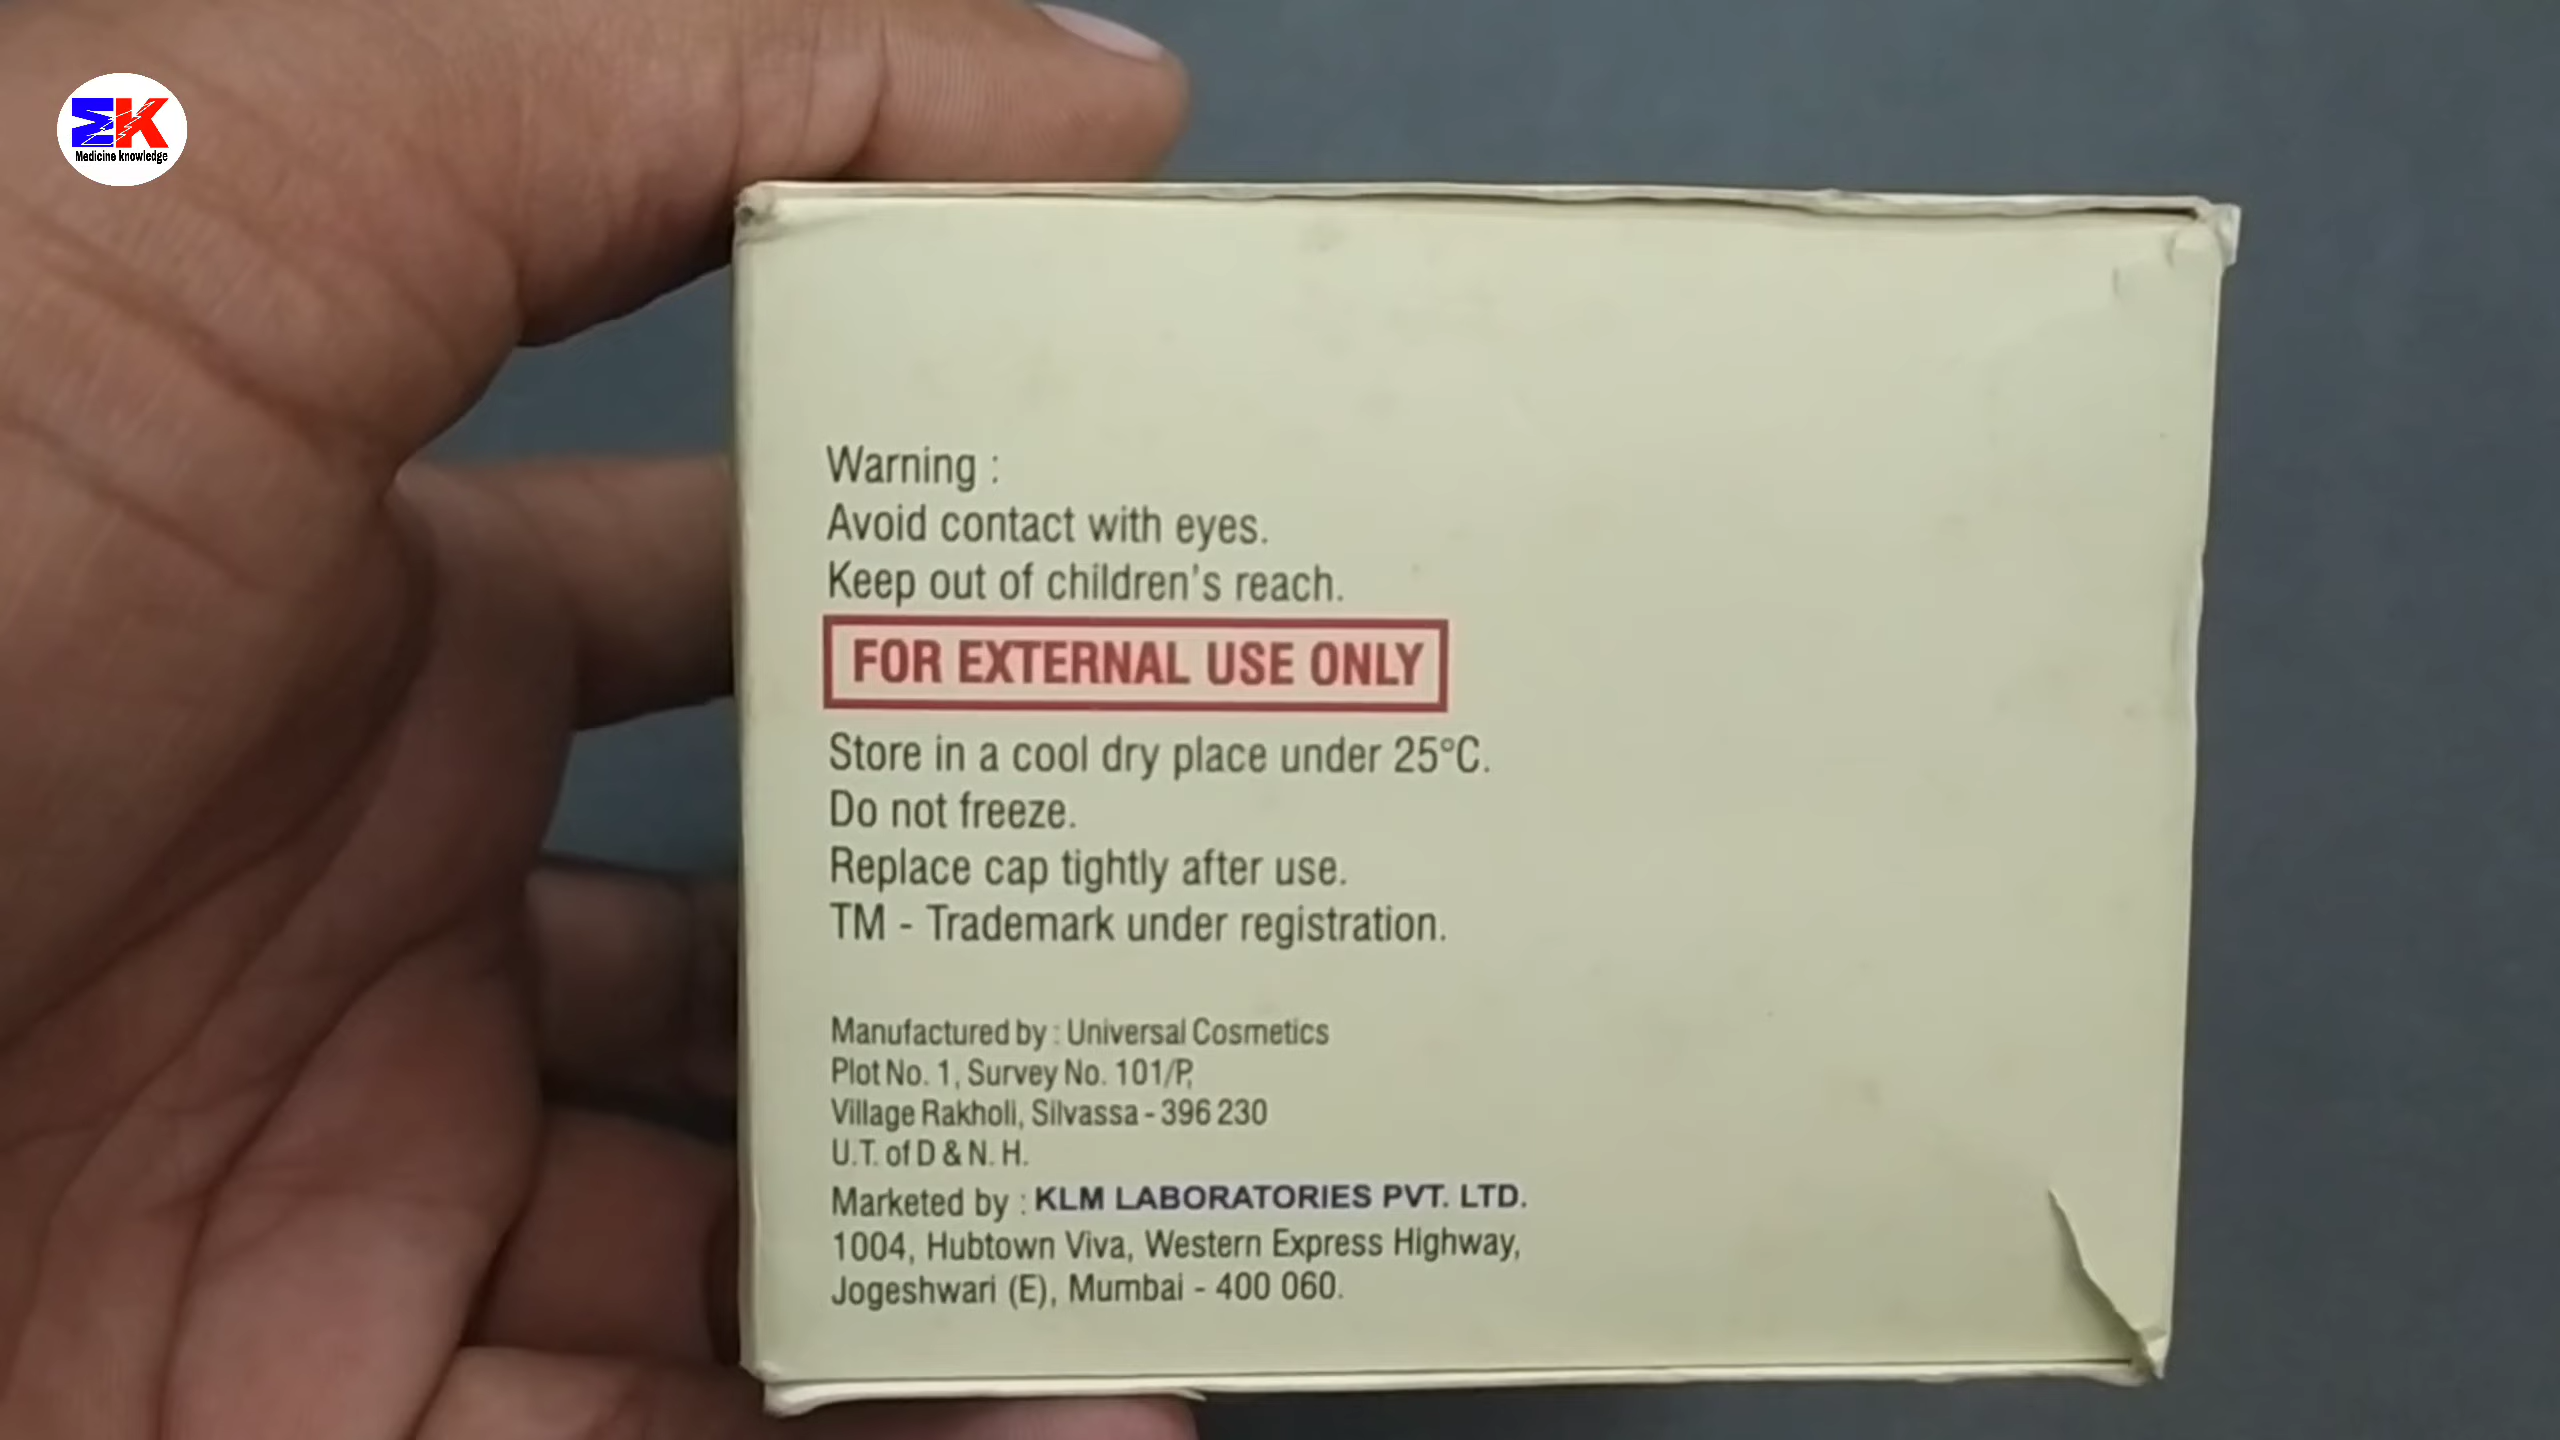 MK
Medicine knowledge
Warning :
Avoid contact with eyes.
Keep out of children's reach.
FOR EXTERNAL USE ONLY
Store in a cool dry place under 25°C.
Do not freeze.
Replace cap tightly after use.
TM - Trademark under registration.
Manufactured by : Universal Cosmetics
Plot No. 1, Survey No. 101/P,
Village Rakholi, Silvassa - 396 230
U.T. of D & N. H.
Marketed by : KLM LABORATORIES PVT. LTD.
1004, Hubtown Viva, Western Express Highway,
Jogeshwari (E), Mumbai - 400 060.